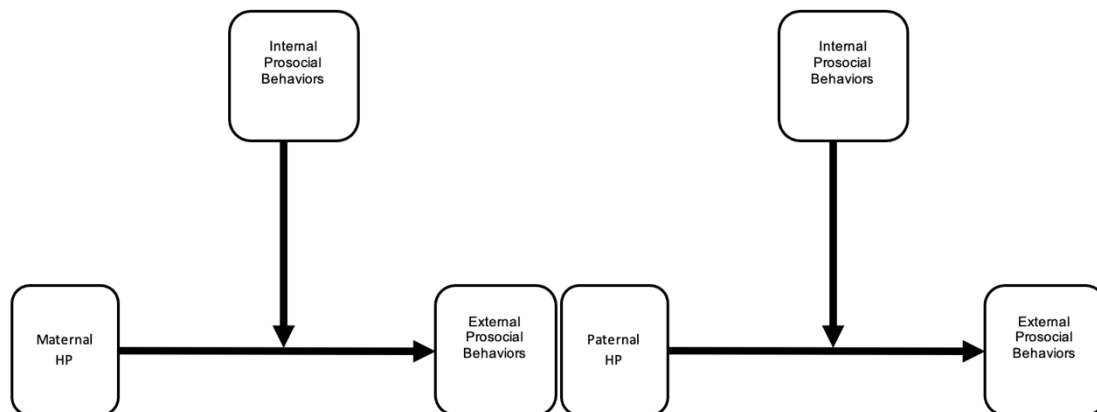 Internal
Prosocial
Behaviors
Internal
Prosocial
Behaviors
Maternal
HP
External
Prosocial
Behaviors
Paternal
HP
External
Prosocial
Behaviors